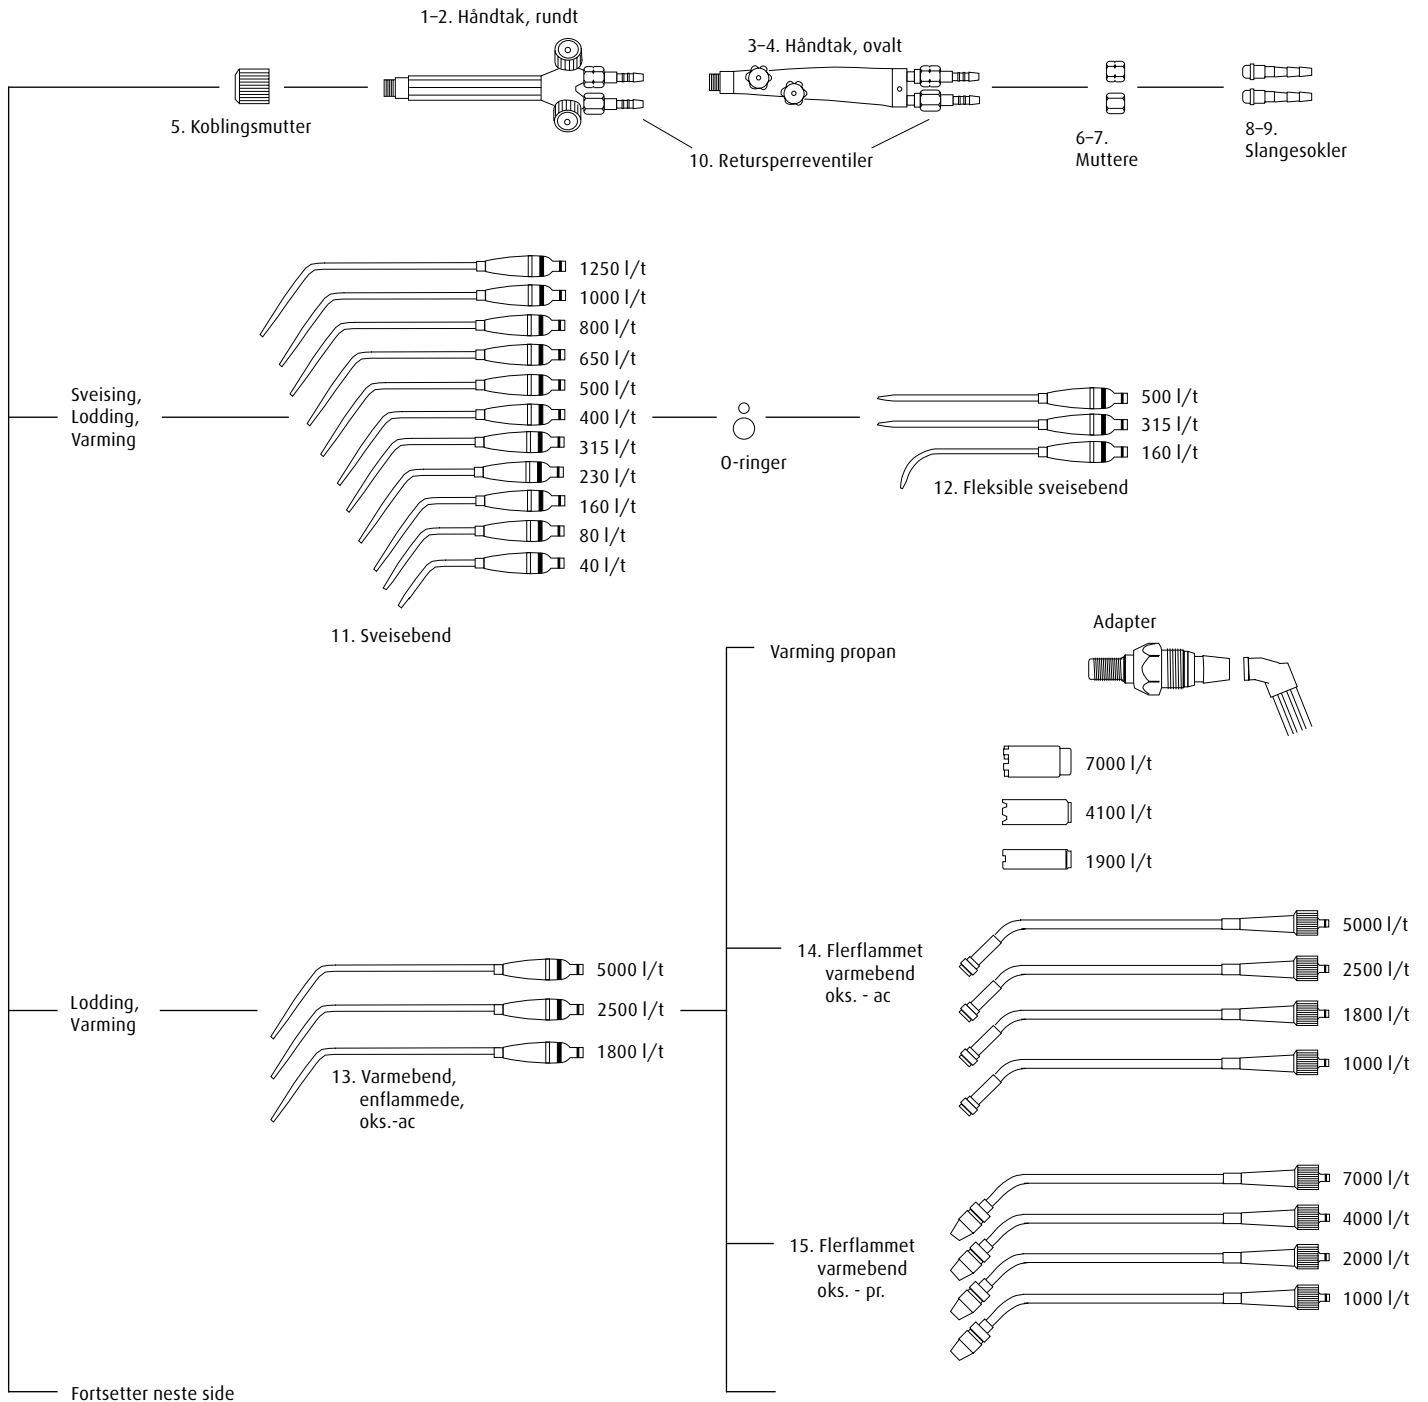 1–2. Håndtak, rundt
3–4. Håndtak, ovalt
5. Koblingsmutter
10. Retursperreventiler
6–7.
Muttere
8–9.
Slangesokler
Sveising,
Lodding,
Varming
1250 l/t
1000 l/t
800 l/t
650 l/t
500 l/t
400 l/t
315 l/t
230 l/t
160 l/t
80 l/t
40 l/t
11. Sveisebend
O-ringer
500 l/t
315 l/t
160 l/t
12. Fleksible sveisebend
Lodding,
Varming
5000 l/t
2500 l/t
1800 l/t
13. Varmebend,
enflammede,
oks.-ac
Varming propan
Adapter
7000 l/t
4100 l/t
1900 l/t
14. Flerflammet
varmebend
oks. - ac
5000 l/t
2500 l/t
1800 l/t
1000 l/t
15. Flerflammet
varmebend
oks. - pr.
7000 l/t
4000 l/t
2000 l/t
1000 l/t
Fortsetter neste side